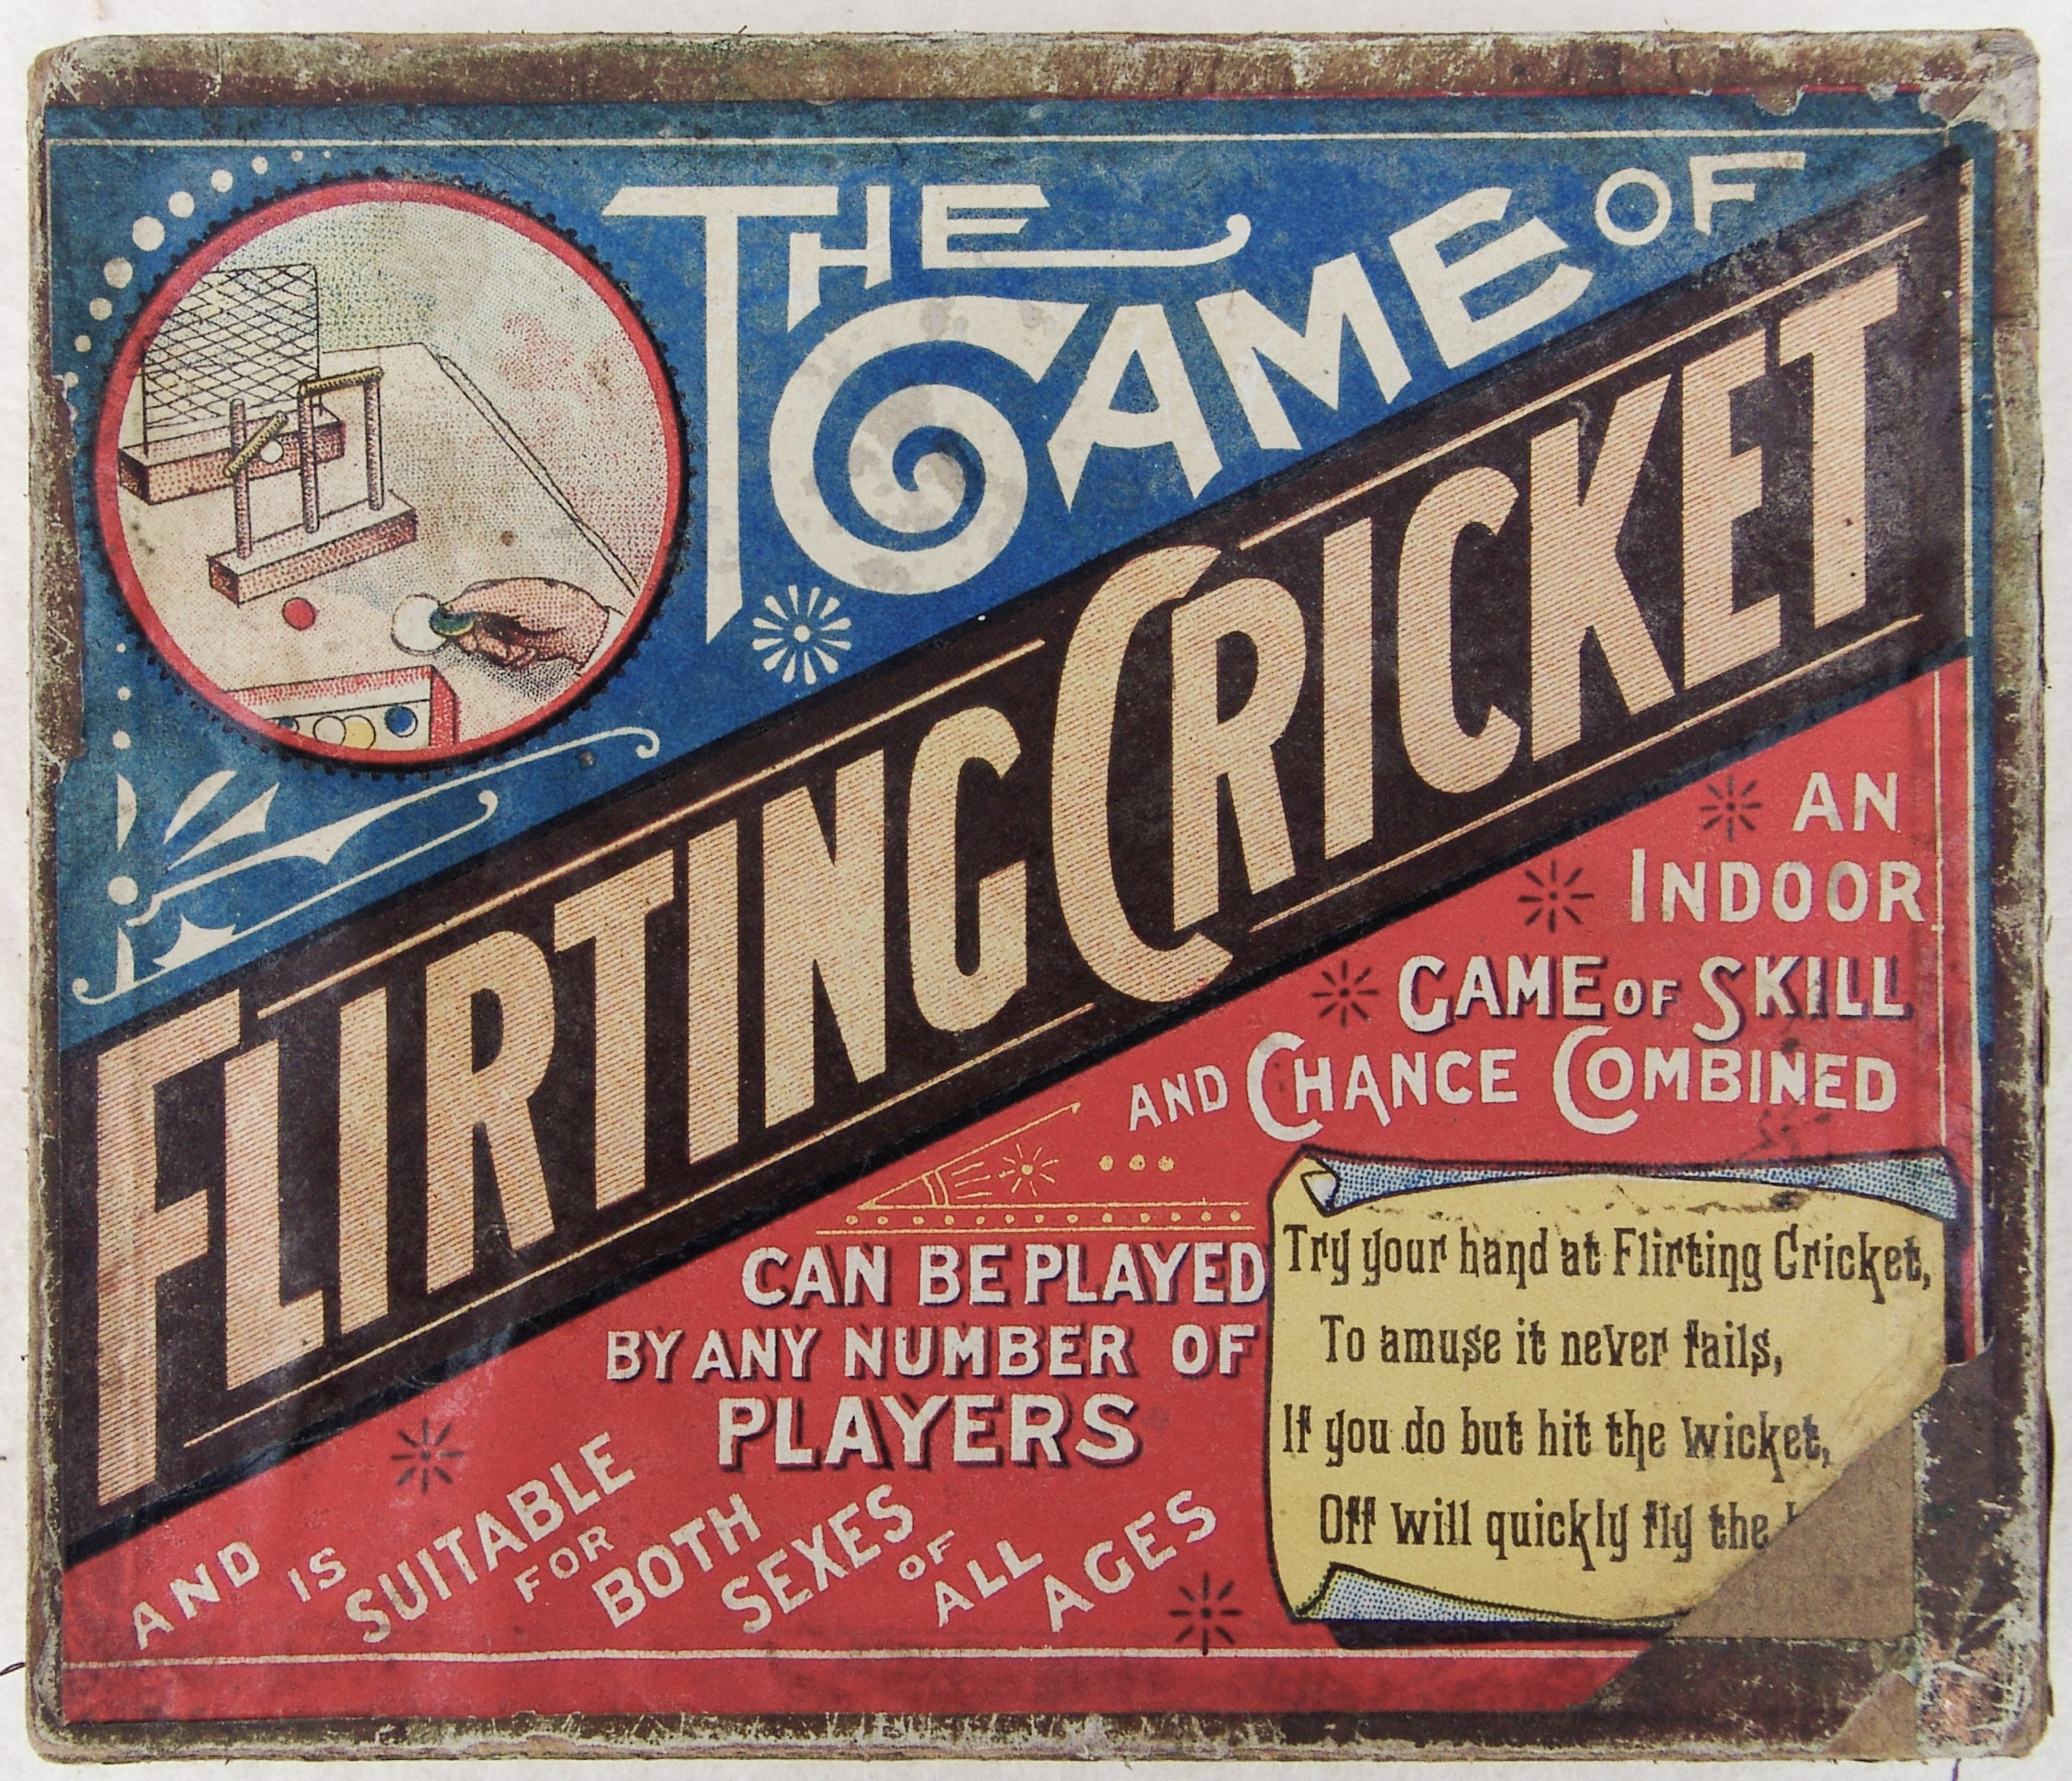 THE
GAME OF
FLIRTING CRICKET
AN
INDOOR
GAME OF SKILL
AND CHANCE COMBINED
CAN BE PLAYED
BY ANY NUMBER OF
PLAYERS
AND IS SUITABLE FOR BOTH SEXES OF ALL AGES
Try your hand at Flirting Cricket,
To amuse it never fails,
If you do but hit the wicket,
Off will quickly fly the